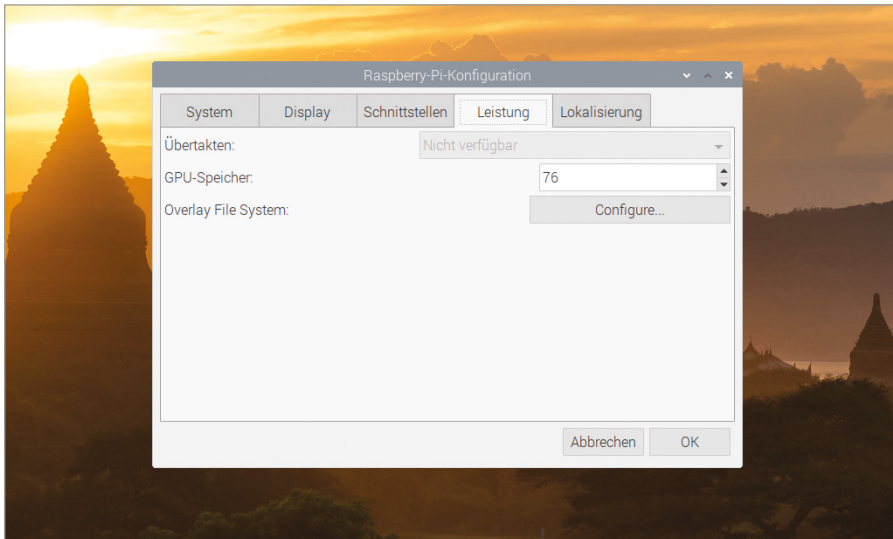 Raspberry-Pi-Konfiguration
System Display Schnittstellen Leistung Lokalisierung
Übertakten: Nicht verfügbar
GPU-Speicher: 76
Overlay File System: Configure...
Abbrechen OK